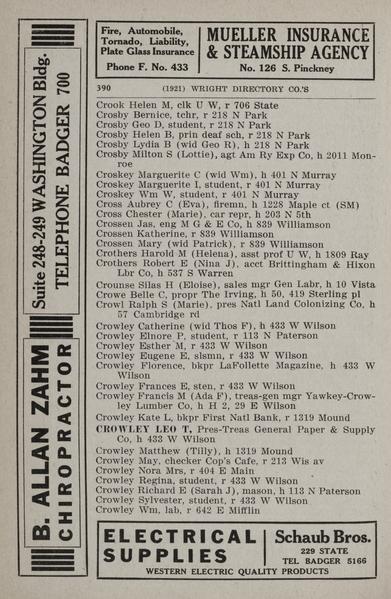 Fire, Automobile,
Tornado, Liability,
Plate Glass Insurance
Phone F. No. 433
MUELLER INSURANCE
& STEAMSHIP AGENCY
No. 126 S. Pinckney
B. ALLAN ZAHM
CHIROPRACTOR
Suite 248-249 WASHINGTON Bldg.
TELEPHONE BADGER 700
390 (1921) WRIGHT DIRECTORY CO.'S
Crook Helen M, clk U W, r 706 State
Crosby Bernice, tchr, r 218 N Park
Crosby Geo D, student, r 218 N Park
Crosby Helen B, prin deaf sch, r 218 N Park
Crosby Lydia B (wid Geo R), h 218 N Park
Crosby Milton S (Lottie), agt Am Ry Exp Co, h 2011 Mon-
roe
Croskey Marguerite C (wid Wm), h 401 N Murray
Croskey Marguerite I, student, r 401 N Murray
Croskey Wm W, student, r 401 N Murray
Cross Aubrey C (Eva), firemn, h 1228 Maple ct (SM)
Cross Chester (Marie), car repr, h 203 N 5th
Crossen Jas, eng M G & E Co, h 839 Williamson
Crossen Katherine, r 839 Williamson
Crossen Mary (wid Patrick), r 839 Williamson
Crothers Harold M (Helena), asst prof U W, h 1809 Ray
Crothers Robert E (Nina J), acct Brittingham & Hixon
Lbr Co, h 537 S Warren
Crounse Silas H (Eloise), sales mgr Gen Labr, h 10 Vista
Crowe Belle C, propr The Irving, h 50, 419 Sterling pl
Crowl Ralph S (Marie), pres Natl Land Colonizing Co, h
57 Cambridge rd
Crowley Catherine (wid Thos F), h 433 W Wilson
Crowley Elnore P, student, r 113 N Paterson
Crowley Esther M, r 433 W Wilson
Crowley Eugene E, slsmn, r 433 W Wilson
Crowley Florence, bkpr LaFollette Magazine, h 433 W
Wilson
Crowley Frances E, sten, r 433 W Wilson
Crowley Francis M (Ada F), treas-gen mgr Yawkey-Crow-
ley Lumber Co, h H 2, 29 E Wilson
Crowley Kate L, bkpr First Natl Bank, r 1319 Mound
CROWLEY LEO T, Pres-Treas General Paper & Supply
Co, h 433 W Wilson
Crowley Matthew (Tilly), h 1319 Mound
Crowley May, checker Cop's Cafe, r 213 Wis av
Crowley Nora Mrs, r 404 E Main
Crowley Regina, student, r 433 W Wilson
Crowley Richard E (Sarah J), mason, h 113 N Paterson
Crowley Sylvester, student, r 433 W Wilson
Crowley Wm, lab, r 642 E Mifflin
ELECTRICAL
SUPPLIES
Schaub Bros.
229 STATE
TEL BADGER 5166
WESTERN ELECTRIC QUALITY PRODUCTS